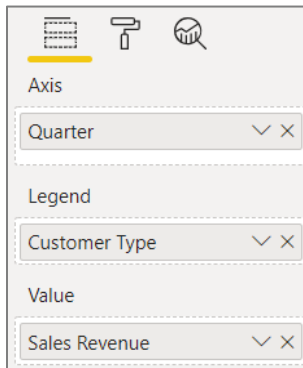 Axis
Quarter
Legend
Customer Type
Value
Sales Revenue